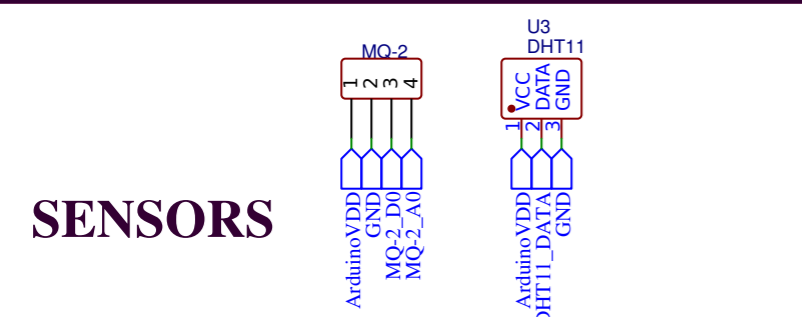 U3
MQ-2
DHT11
1
2
3
4
VCC
DATA
GND
1
2
3
SENSORS
ArduinoVDD
GND
MQ-2_D0
MQ-2_A0
ArduinoVDD
DHT11_DATA
GND